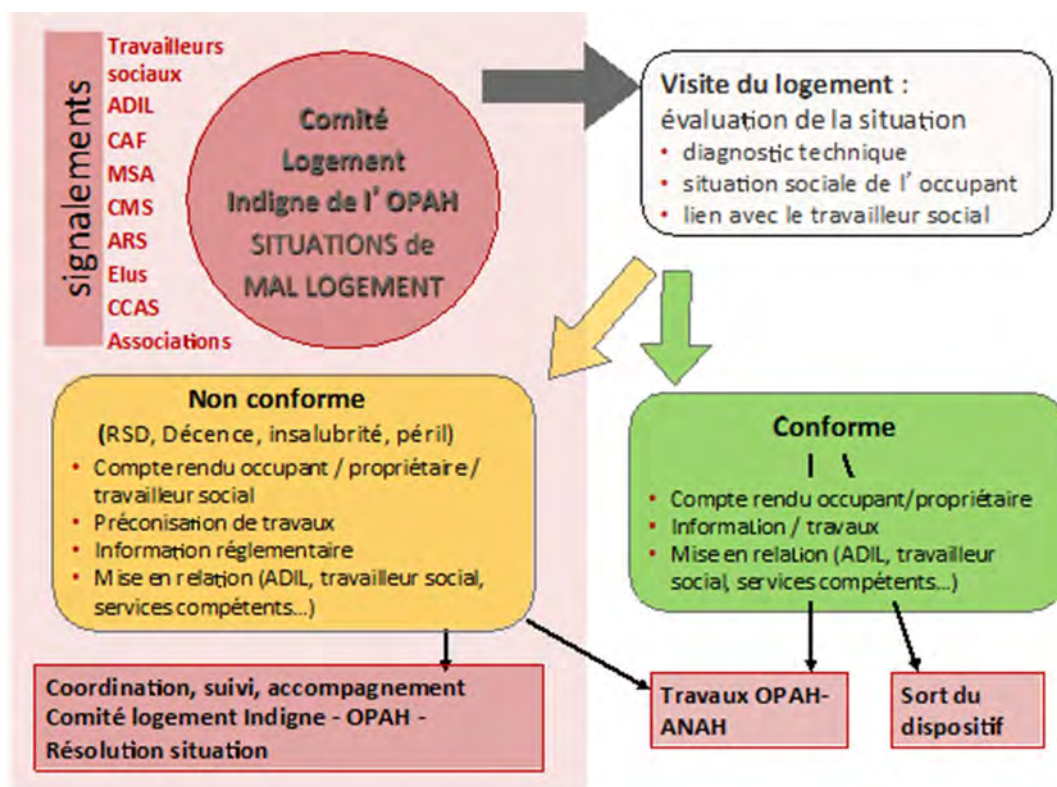 signalements
Travailleurs
sociaux
ADIL
CAF
MSA
CMS
ARS
Elus
CCAS
Associations
Comité
Logement
Indigne de l' OPAH
SITUATIONS de
MAL LOGEMENT
Visite du logement :
évaluation de la situation
• diagnostic technique
• situation sociale de l' occupant
• lien avec le travailleur social
Non conforme
(RSD, Décence, insalubrité, péril)
• Compte rendu occupant / propriétaire /
travailleur social
• Préconisation de travaux
• Information réglementaire
• Mise en relation (ADIL, travailleur social,
services compétents...)
Conforme
• Compte rendu occupant/propriétaire
• Information / travaux
• Mise en relation (ADIL, travailleur
social, services compétents...)
Coordination, suivi, accompagnement
Comité logement Indigne - OPAH -
Résolution situation
Travaux OPAH-
ANAH
Sort du
dispositif